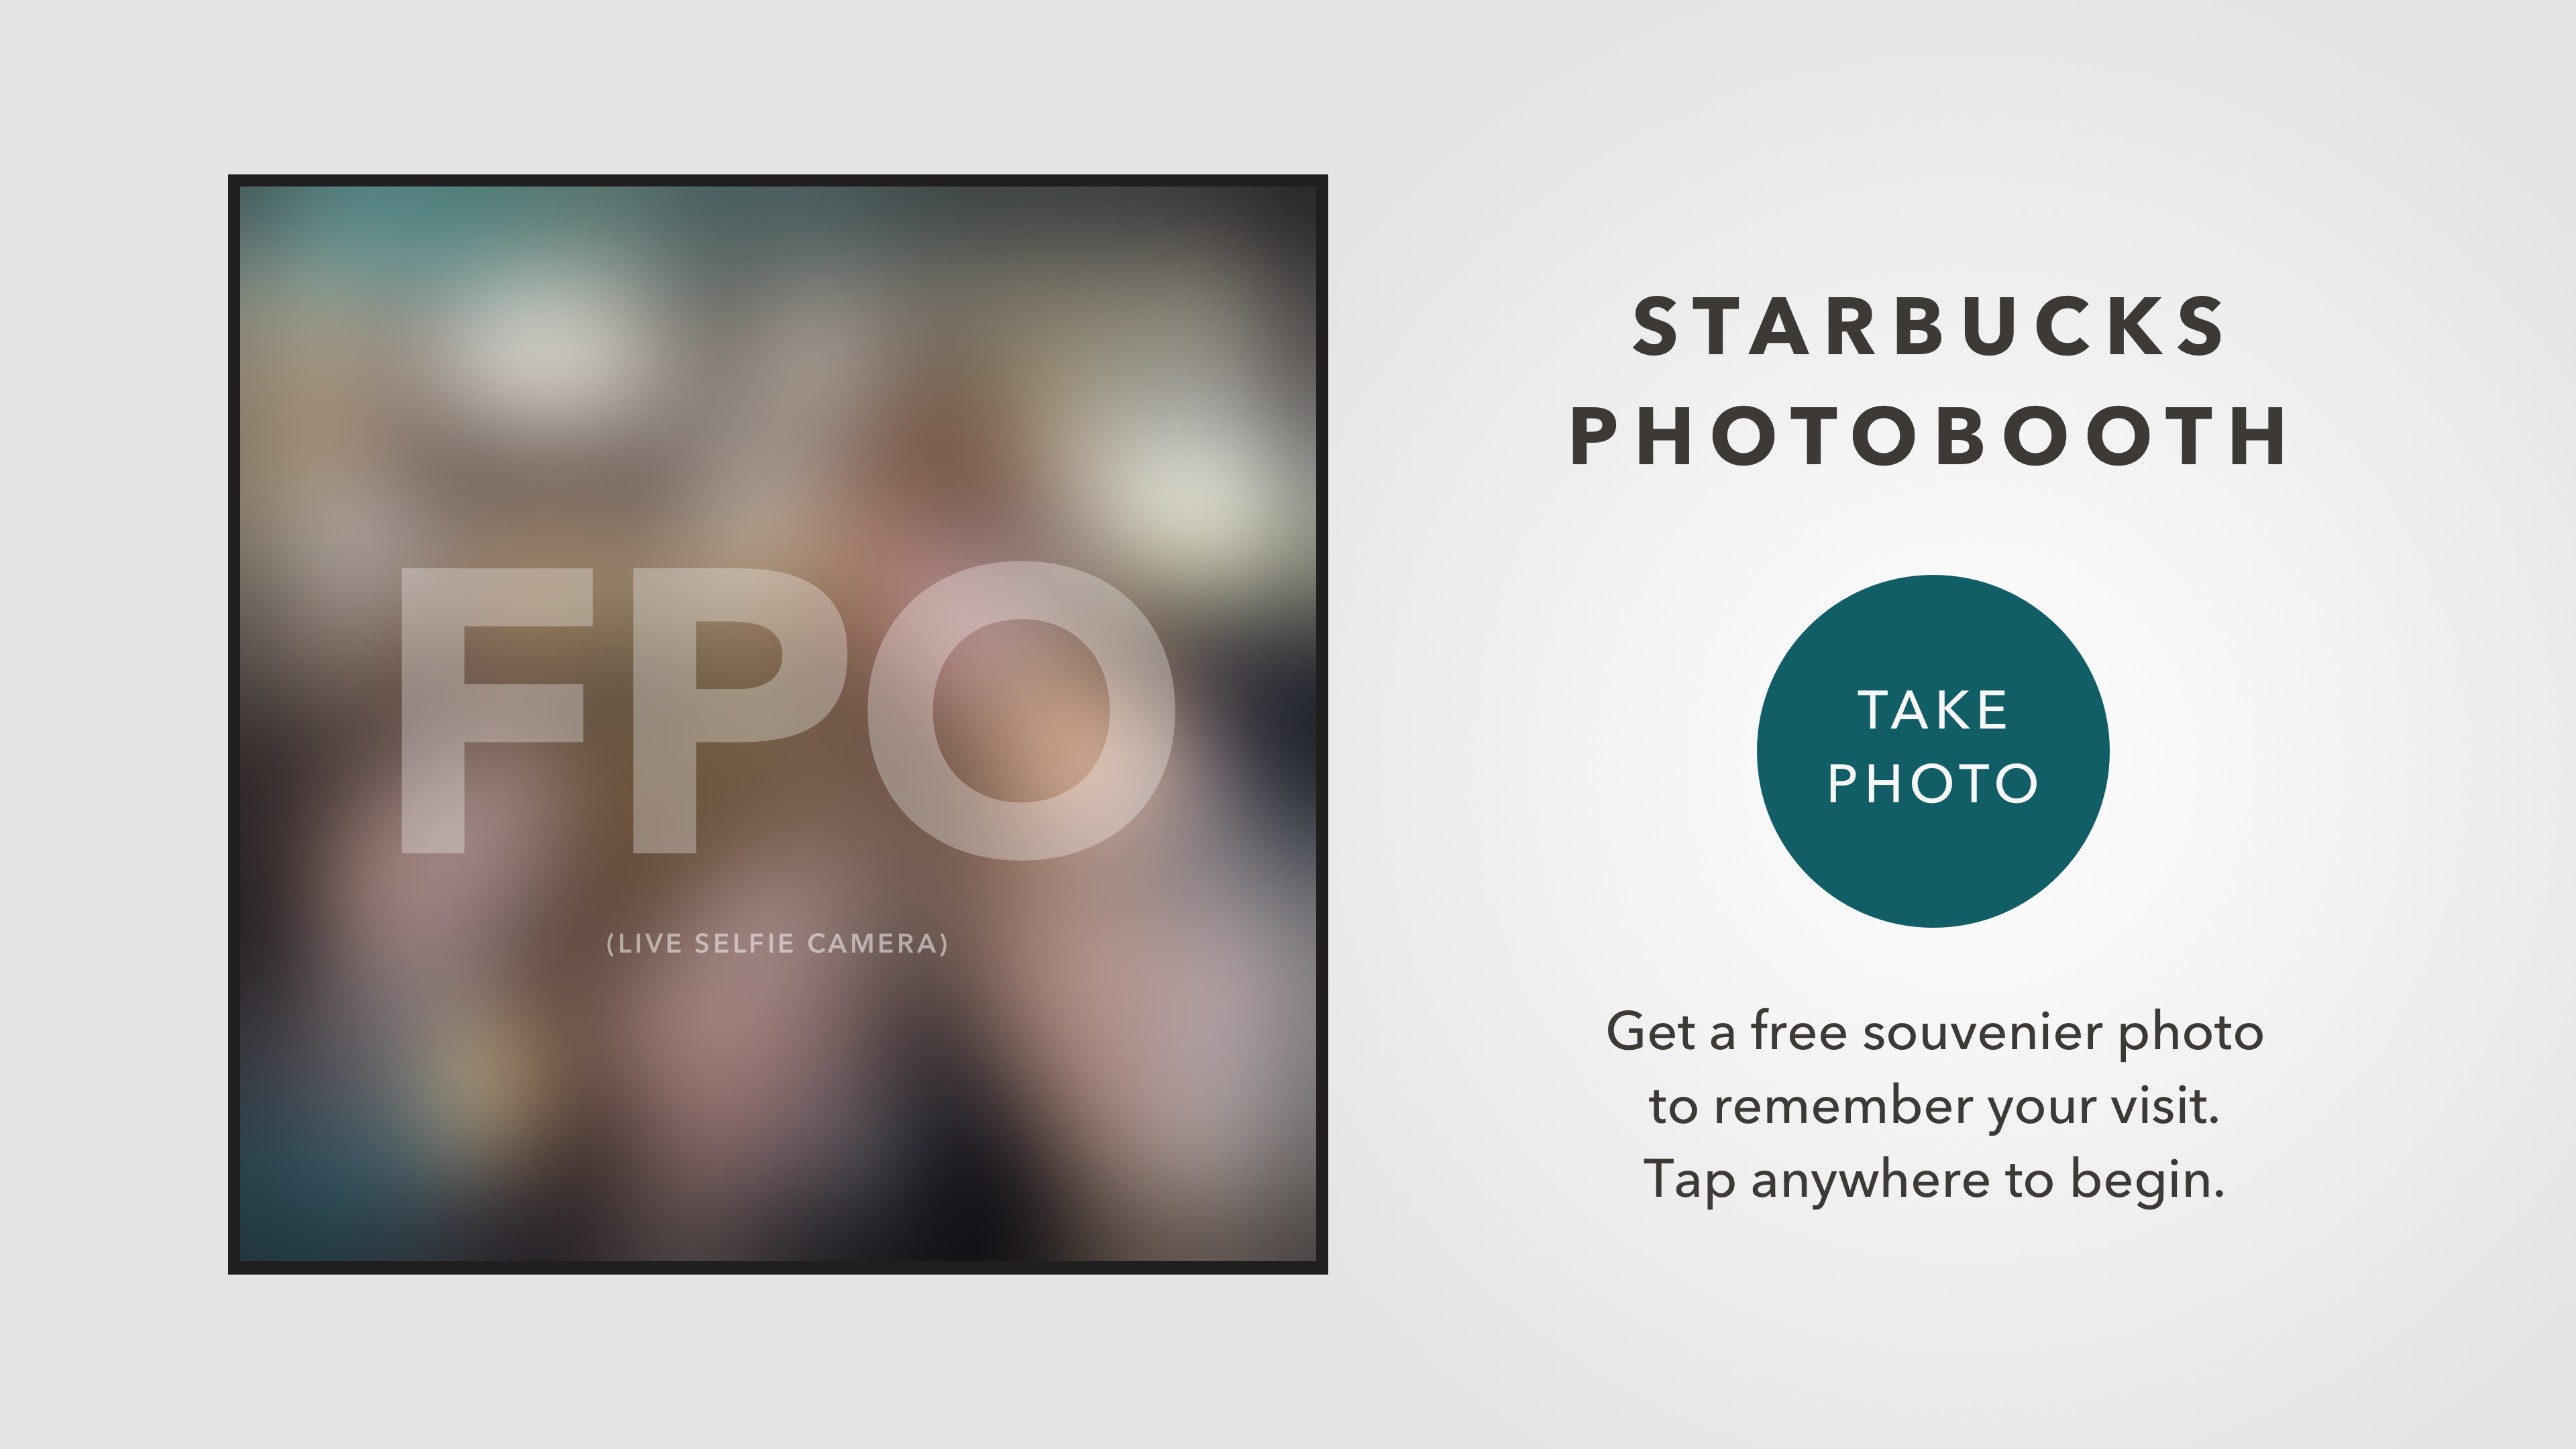 FPO
(LIVE SELFIE CAMERA)
STARBUCKS
PHOTOBOOTH
TAKE
PHOTO
Get a free souvenier photo
to remember your visit.
Tap anywhere to begin.